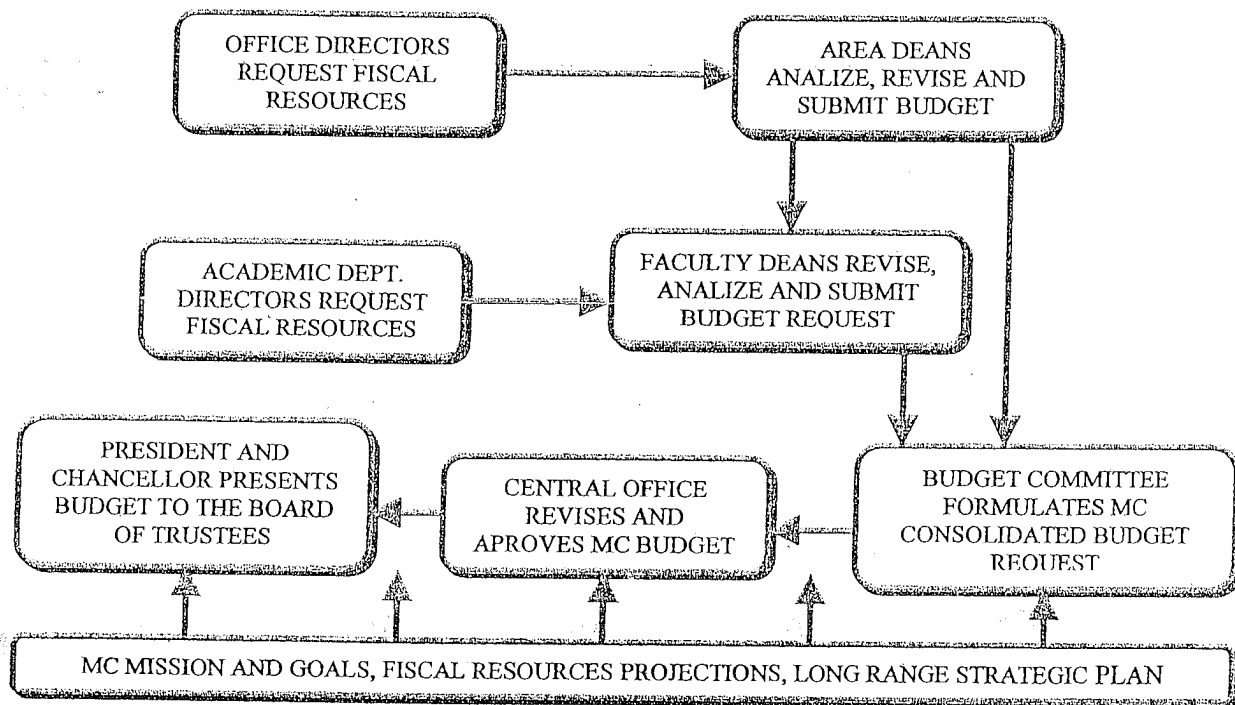 OFFICE DIRECTORS
REQUEST FISCAL
RESOURCES
AREA DEANS
ANALIZE, REVISE AND
SUBMIT BUDGET
ACADEMIC DEPT.
DIRECTORS REQUEST
FISCAL RESOURCES
FACULTY DEANS REVISE,
ANALIZE AND SUBMIT
BUDGET REQUEST
PRESIDENT AND
CHANCELLOR PRESENTS
BUDGET TO THE BOARD
OF TRUSTEES
CENTRAL OFFICE
REVISES AND
APROVES MC BUDGET
BUDGET COMMITTEE
FORMULATES MC
CONSOLIDATED BUDGET
REQUEST
MC MISSION AND GOALS, FISCAL RESOURCES PROJECTIONS, LONG RANGE STRATEGIC PLAN